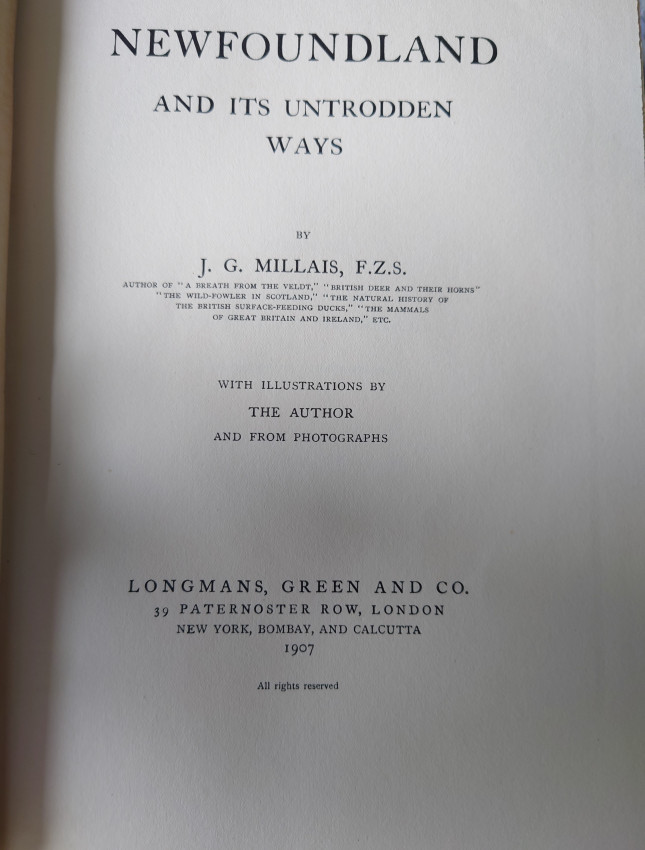 NEWFOUNDLAND
AND ITS UNTRODDEN
WAYS
BY
J. G. MILLAIS, F.Z.S.
AUTHOR OF "A BREATH FROM THE VELDT," "BRITISH DEER AND THEIR HORNS"
"THE WILD-FOWLER IN SCOTLAND," "THE NATURAL HISTORY OF
THE BRITISH SURFACE-FEEDING DUCKS," "THE MAMMALS
OF GREAT BRITAIN AND IRELAND," ETC.
WITH ILLUSTRATIONS BY
THE AUTHOR
AND FROM PHOTOGRAPHS
LONGMANS, GREEN AND CO.
39 PATERNOSTER ROW, LONDON
NEW YORK, BOMBAY, AND CALCUTTA
1907
All rights reserved